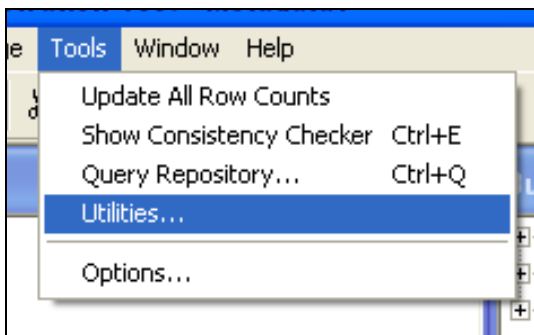 Tools Window Help
Update All Row Counts
Show Consistency Checker Ctrl+E
Query Repository... Ctrl+Q
Utilities...
Options...